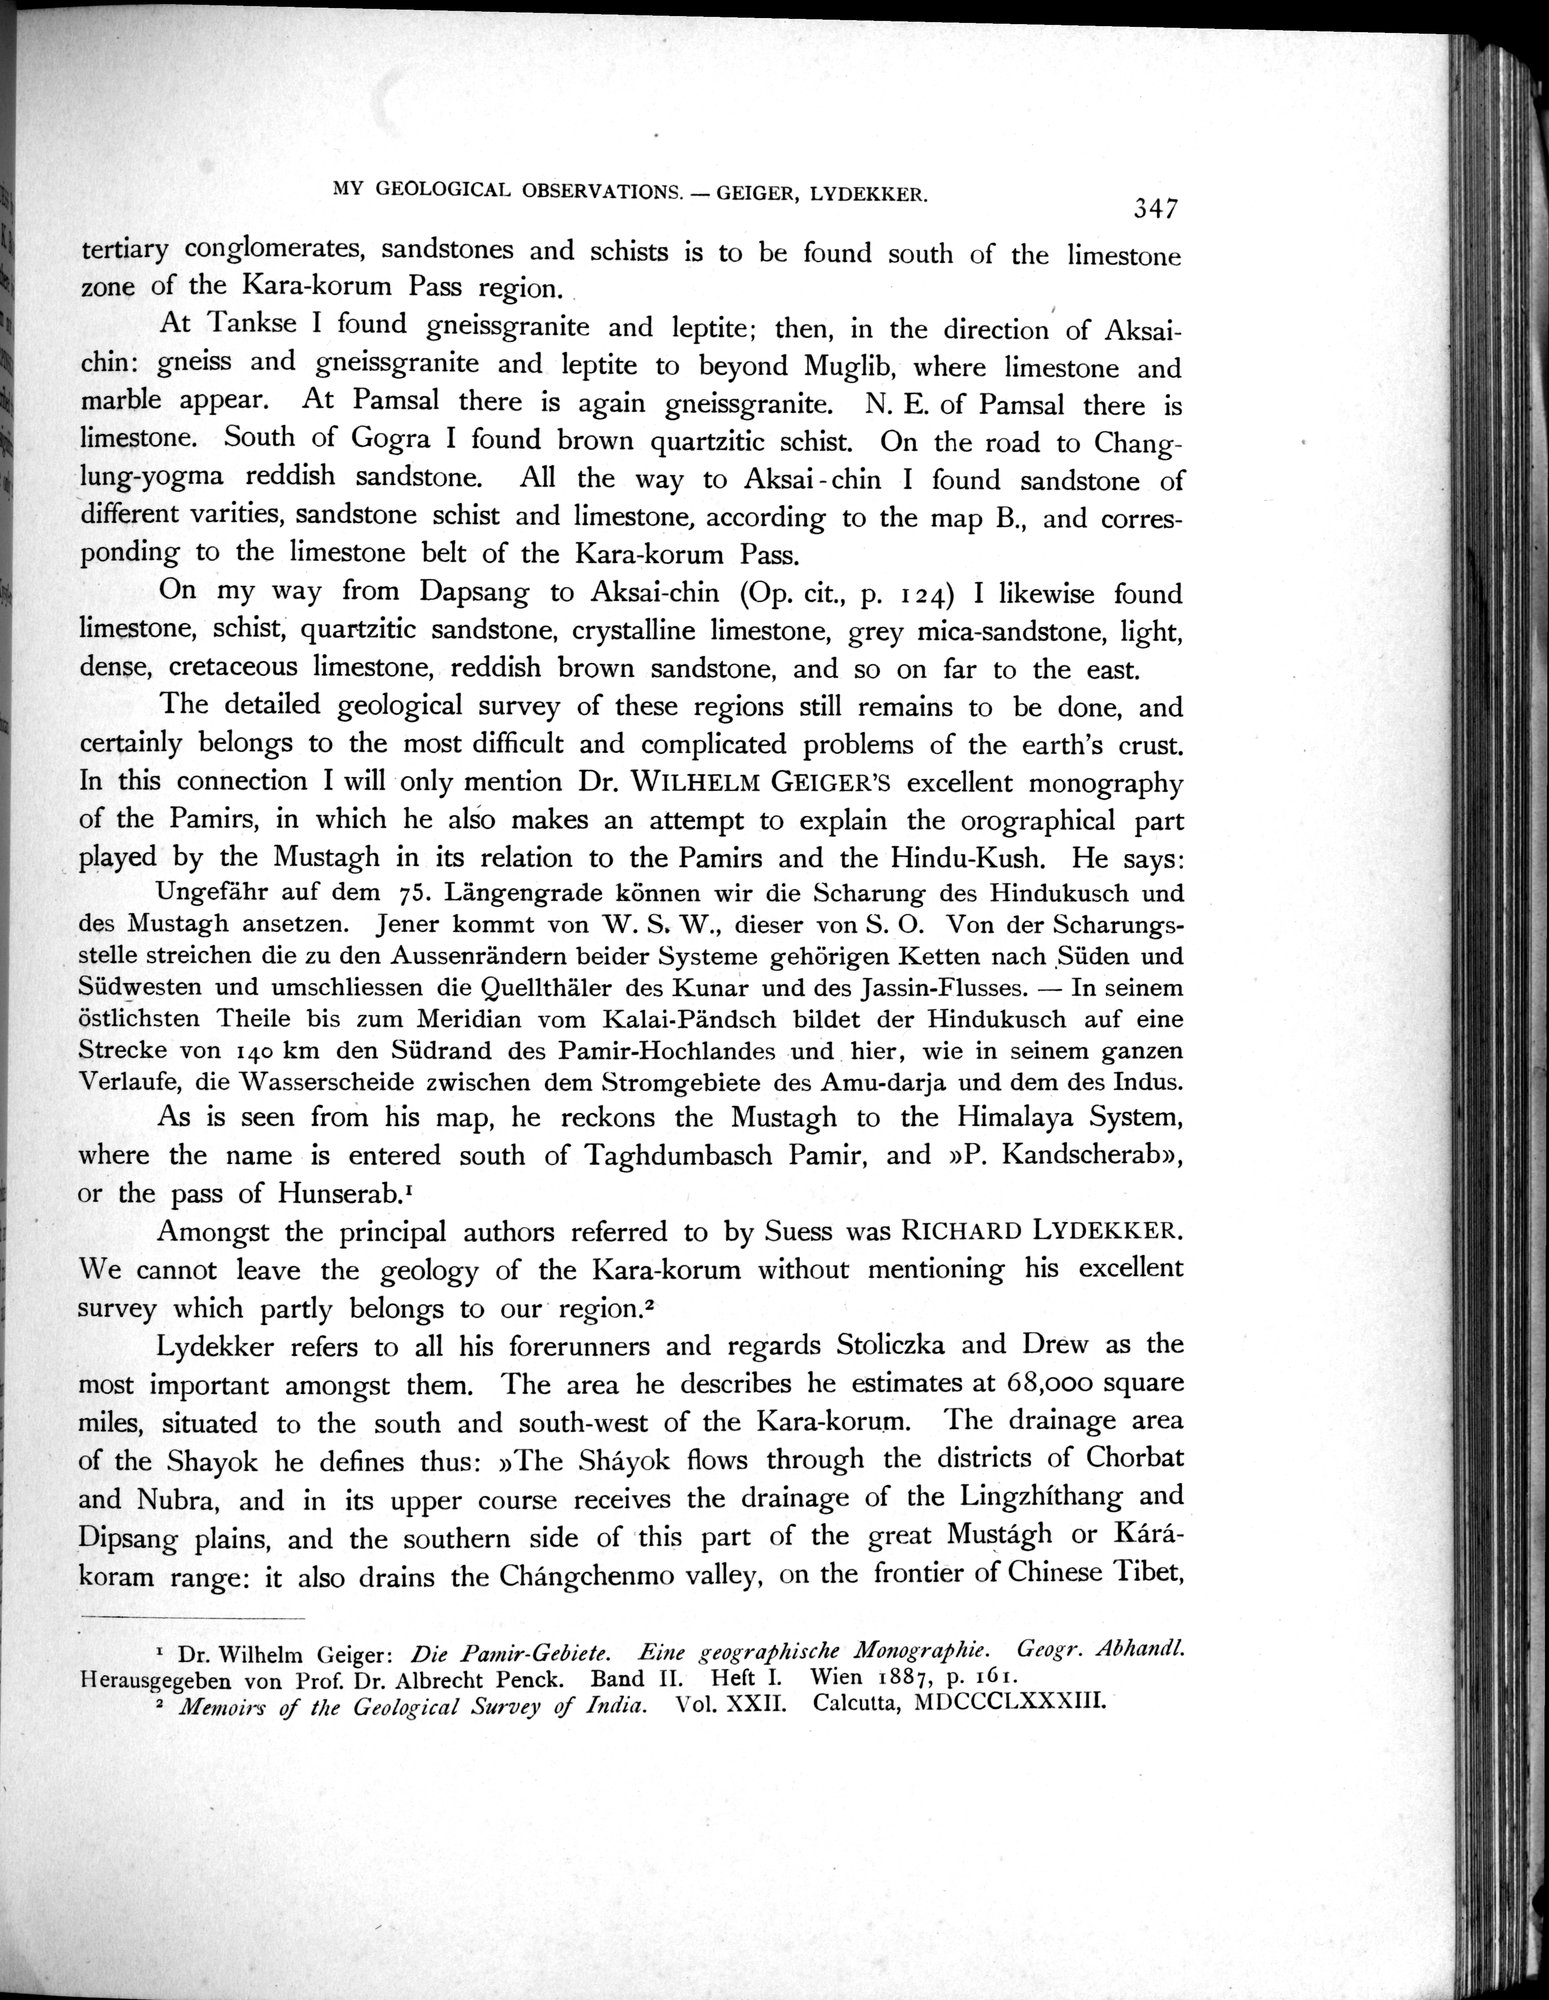 MY GEOLOGICAL OBSERVATIONS. — GEIGER, LYDEKKER.
347
tertiary conglomerates, sandstones and schists is to be found south of the limestone
zone of the Kara-korum Pass region.
At Tankse I found gneissgranite and leptite; then, in the direction of Aksai-
chin: gneiss and gneissgranite and leptite to beyond Muglib, where limestone and
marble appear. At Pamsal there is again gneissgranite. N. E. of Pamsal there is
limestone. South of Gogra I found brown quartzitic schist. On the road to Chang-
lung-yogma reddish sandstone. All the way to Aksai-chin I found sandstone of
different varities, sandstone schist and limestone, according to the map B., and corres-
ponding to the limestone belt of the Kara-korum Pass.
On my way from Dapsang to Aksai-chin (Op. cit., p. 124) I likewise found
limestone, schist, quartzitic sandstone, crystalline limestone, grey mica-sandstone, light,
dense, cretaceous limestone, reddish brown sandstone, and so on far to the east.
The detailed geological survey of these regions still remains to be done, and
certainly belongs to the most difficult and complicated problems of the earth's crust.
In this connection I will only mention Dr. WILHELM GEIGER'S excellent monography
of the Pamirs, in which he also makes an attempt to explain the orographical part
played by the Mustagh in its relation to the Pamirs and the Hindu-Kush. He says:
Ungefähr auf dem 75. Längengrade können wir die Scharung des Hindukusch und
des Mustagh ansetzen. Jener kommt von W. S. W., dieser von S. O. Von der Scharungs-
stelle streichen die zu den Aussenrändern beider Systeme gehörigen Ketten nach Süden und
Südwesten und umschliessen die Quellthäler des Kunar und des Jassin-Flusses. — In seinem
östlichsten Theile bis zum Meridian vom Kalai-Pändsch bildet der Hindukusch auf eine
Strecke von 140 km den Südrand des Pamir-Hochlandes und hier, wie in seinem ganzen
Verlaufe, die Wasserscheide zwischen dem Stromgebiete des Amu-darja und dem des Indus.
As is seen from his map, he reckons the Mustagh to the Himalaya System,
where the name is entered south of Taghdumbasch Pamir, and »P. Kandscherab»,
or the pass of Hunserab.¹
Amongst the principal authors referred to by Suess was RICHARD LYDEKKER.
We cannot leave the geology of the Kara-korum without mentioning his excellent
survey which partly belongs to our region.²
Lydekker refers to all his forerunners and regards Stoliczka and Drew as the
most important amongst them. The area he describes he estimates at 68,000 square
miles, situated to the south and south-west of the Kara-korum. The drainage area
of the Shayok he defines thus: »The Sháyok flows through the districts of Chorbat
and Nubra, and in its upper course receives the drainage of the Lingzhíthang and
Dipsang plains, and the southern side of this part of the great Mustágh or Kárá-
koram range: it also drains the Chángchenmo valley, on the frontier of Chinese Tibet,
¹ Dr. Wilhelm Geiger: Die Pamir-Gebiete. Eine geographische Monographie. Geogr. Abhandl.
Herausgegeben von Prof. Dr. Albrecht Penck. Band II. Heft I. Wien 1887, p. 161.
² Memoirs of the Geological Survey of India. Vol. XXII. Calcutta, MDCCCLXXXIII.